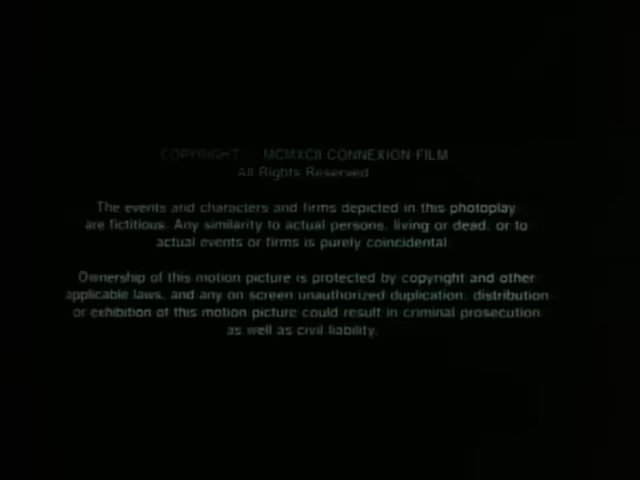 COPYRIGHT MCMXCII CONNEXION FILM
All Rights Reserved
The events and characters and firms depicted in this photoplay
are fictitious. Any similarity to actual persons, living or dead, or to
actual events or firms is purely coincidental
Ownership of this motion picture is protected by copyright and other
applicable laws, and any on screen unauthorized duplication, distribution
or exhibition of this motion picture could result in criminal prosecution
as well as civil liability.